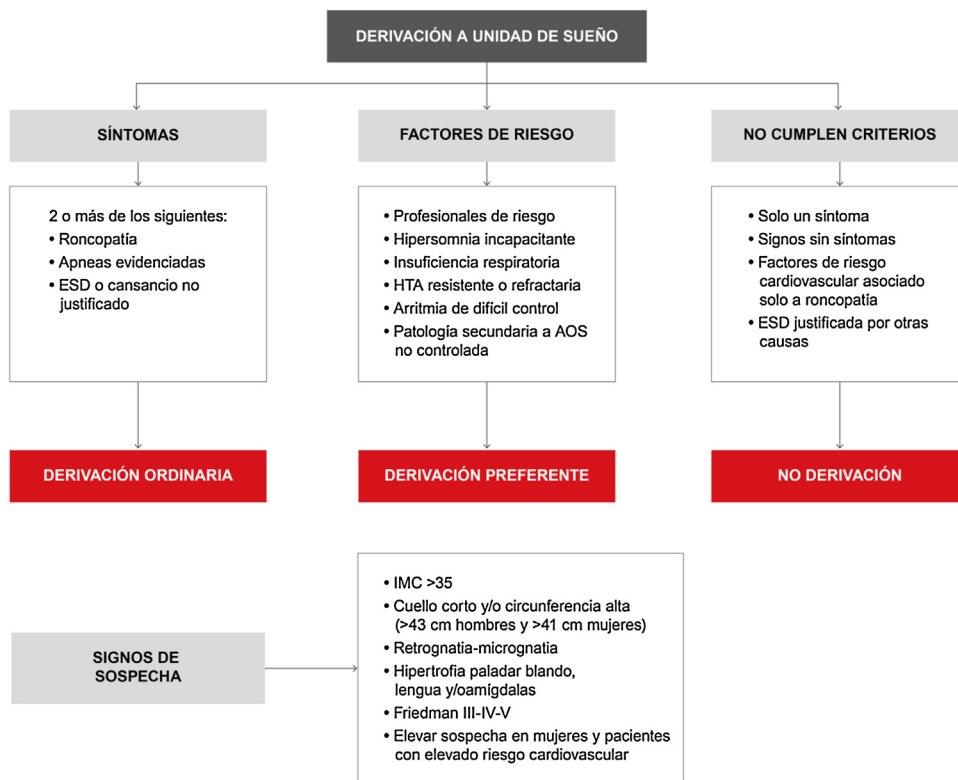 DERIVACIÓN A UNIDAD DE SUEÑO
SÍNTOMAS
2 o más de los siguientes:
• Roncopatía
• Apneas evidenciadas
• ESD o cansancio no
justificado
DERIVACIÓN ORDINARIA
FACTORES DE RIESGO
• Profesionales de riesgo
• Hipersomnia incapacitante
• Insuficiencia respiratoria
• HTA resistente o refractaria
• Arritmia de difícil control
• Patología secundaria a AOS
no controlada
DERIVACIÓN PREFERENTE
NO CUMPLEN CRITERIOS
• Solo un síntoma
• Signos sin síntomas
• Factores de riesgo
cardiovascular asociado
solo a roncopatía
• ESD justificada por otras
causas
NO DERIVACIÓN
SIGNOS DE
SOSPECHA
• IMC >35
• Cuello corto y/o circunferencia alta
(>43 cm hombres y >41 cm mujeres)
• Retrognatia-micrognatia
• Hipertrofia paladar blando,
lengua y/oamígdalas
• Friedman III-IV-V
• Elevar sospecha en mujeres y pacientes
con elevado riesgo cardiovascular